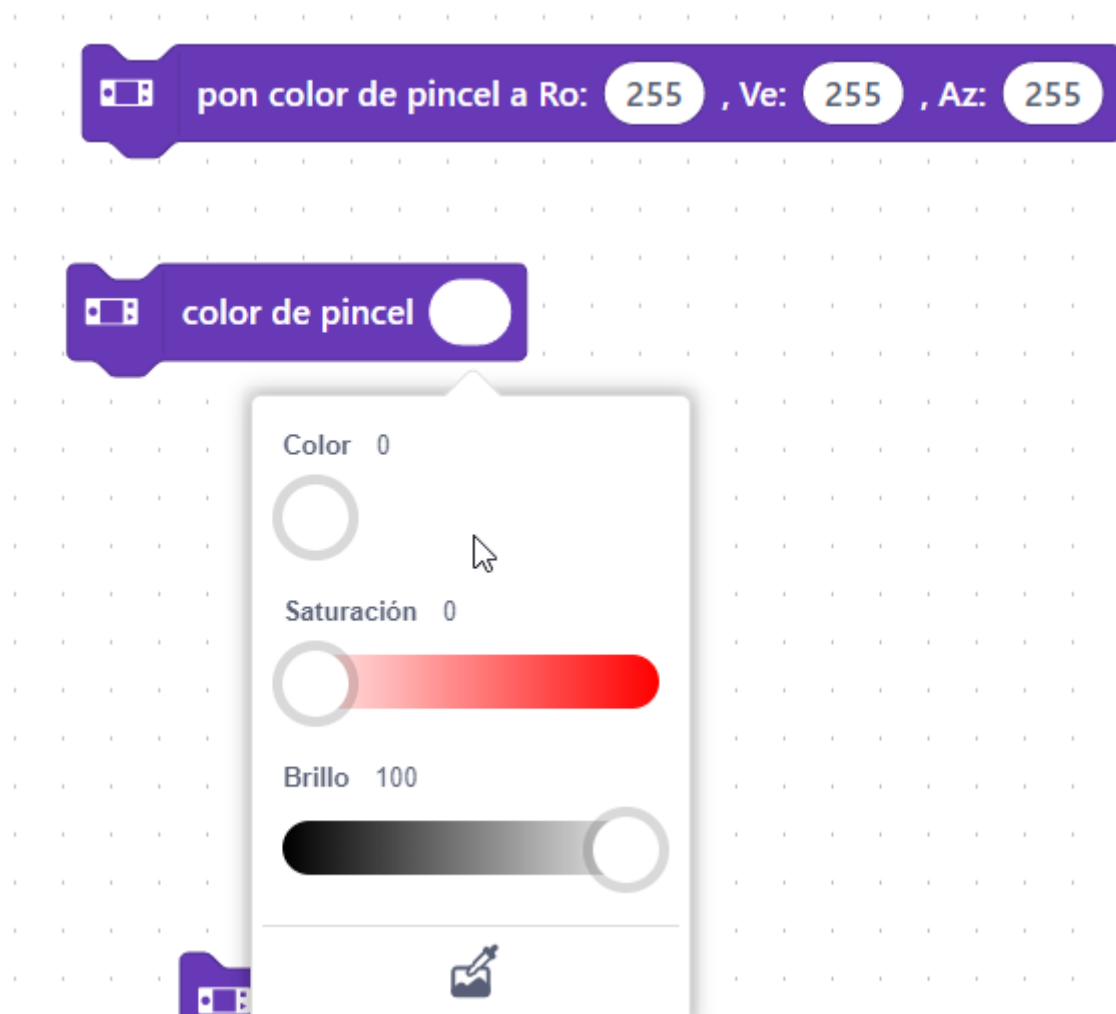 pon color de pincel a Ro: 255 , Ve: 255 , Az: 255
color de pincel
Color 0
Saturación 0
Brillo 100